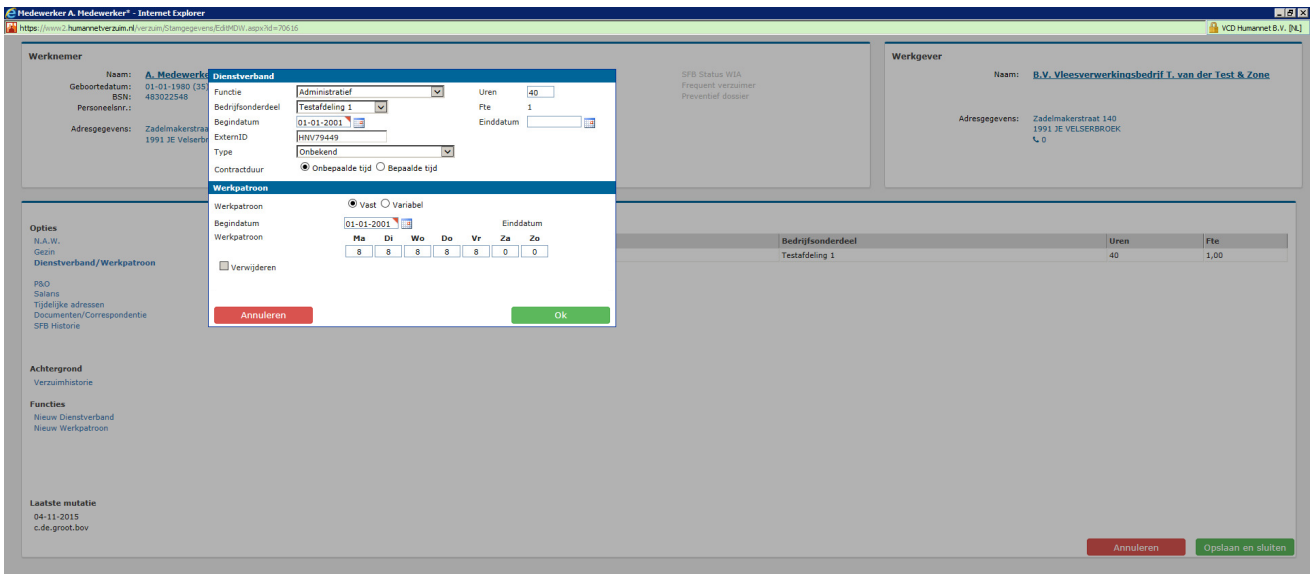 Medewerker A. Medewerker* - Internet Explorer
https://www2.humannetverzuim.nl/verzuim/Stamgegevens/EditMDW.aspx?id=70616
VCD Humannet B.V. [NL]
Werknemer
Naam: A. Medewerke
Geboortedatum: 01-01-1980 (35)
BSN: 483022548
Personeelsnr.:
Adresgegevens: Zadelmakerstraa
1991 JE Velserbr
SFB Status WIA
Frequent verzuimer
Preventief dossier
Werkgever
Naam: B.V. Vleesverwerkingsbedrijf T. van der Test & Zone
Adresgegevens: Zadelmakerstraat 140
1991 JE VELSERBROEK
0
Dienstverband
Functie Administratief Uren 40
Bedrijfsonderdeel Testafdeling 1 Fte 1
Begindatum 01-01-2001 Einddatum
ExternID HNV79449
Type Onbekend
Contractduur Onbepaalde tijd Bepaalde tijd
Werkpatroon
Werkpatroon Vast Variabel
Begindatum 01-01-2001 Einddatum
Werkpatroon Ma Di Wo Do Vr Za Zo
8 8 8 8 8 0 0
Verwijderen
Annuleren Ok
Opties
N.A.W.
Gezin
Dienstverband/Werkpatroon
P&O
Salaris
Tijdelijke adressen
Documenten/Correspondentie
SFB Historie
Achtergrond
Verzuimhistorie
Functies
Nieuw Dienstverband
Nieuw Werkpatroon
Laatste mutatie
04-11-2015
c.de.groot.bov
Bedrijfsonderdeel Uren Fte
Testafdeling 1 40 1,00
Annuleren Opslaan en sluiten